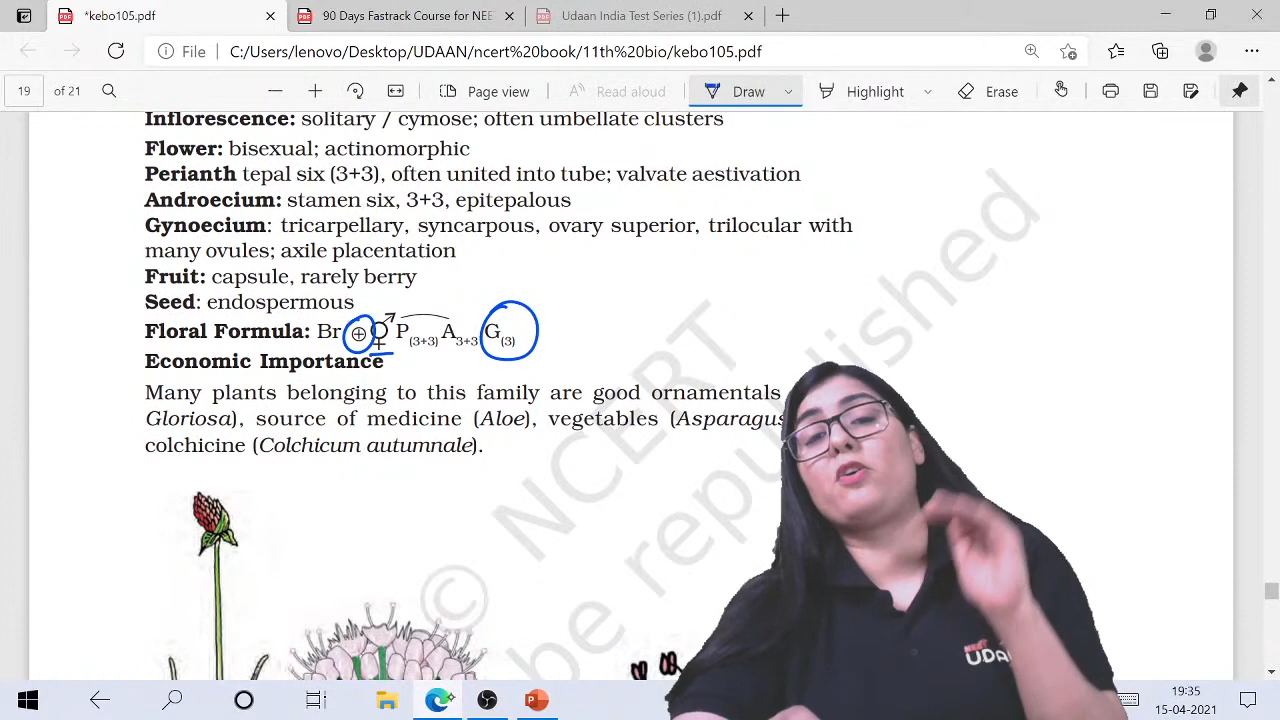 *kebo105.pdf
90 Days Fastrack Course for NEE
Udaan India Test Series (1).pdf
File
C:/Users/lenovo/Desktop/UDAAN/ncert%20book/11th%20bio/kebo105.pdf
19 of 21
Page view
Read aloud
Draw
Highlight
Erase
Inflorescence: solitary / cymose; often umbellate clusters
Flower: bisexual; actinomorphic
Perianth tepal six (3+3), often united into tube; valvate aestivation
Androecium: stamen six, 3+3, epitepalous
Gynoecium: tricarpellary, syncarpous, ovary superior, trilocular with
many ovules; axile placentation
Fruit: capsule, rarely berry
Seed: endospermous
Floral Formula: Br ⊕ ⚥ P(3+3) A3+3 G(3)
Economic Importance
Many plants belonging to this family are good ornamentals
Gloriosa), source of medicine (Aloe), vegetables (Asparagus
colchicine (Colchicum autumnale).
© NCERT
be republished
UDA
19:35
15-04-2021